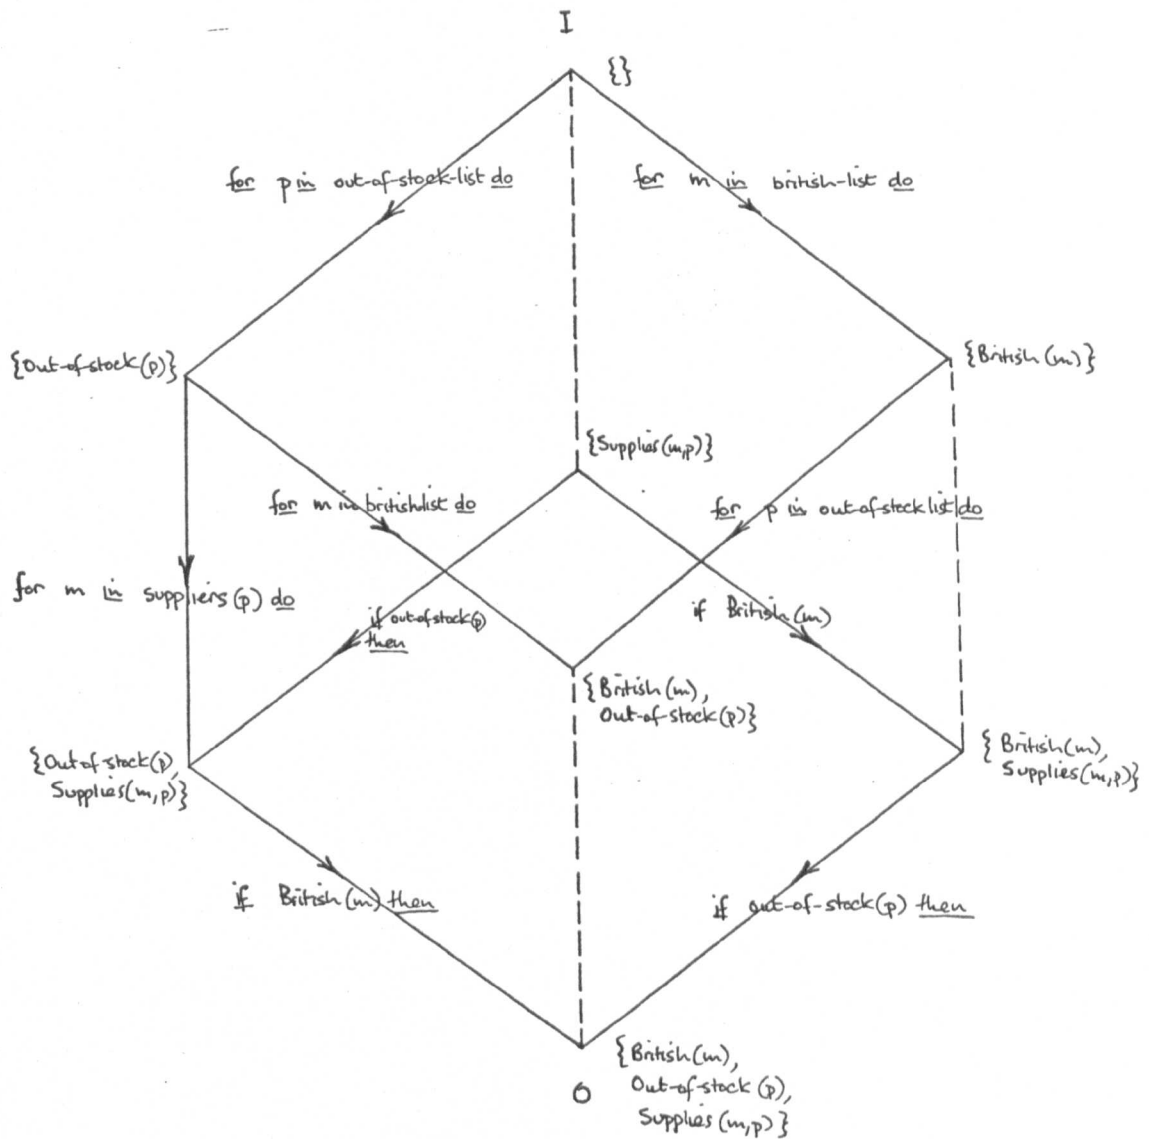 I
{}
for p in out-of-stock-list do
for m in british-list do
{Out-of-stock(p)}
{British(m)}
{Supplies(m,p)}
for m in british list do
for p in out of stock list do
for m in suppliers(p) do
if out of stock(p)
then
if British(m)
{British(m),
Out-of-stock(p)}
{Out-of-stock(p),
Supplies(m,p)}
{British(m),
Supplies(m,p)}
if British(m) then
if out-of-stock(p) then
{British(m),
Out-of-stock(p),
Supplies(m,p)}
O